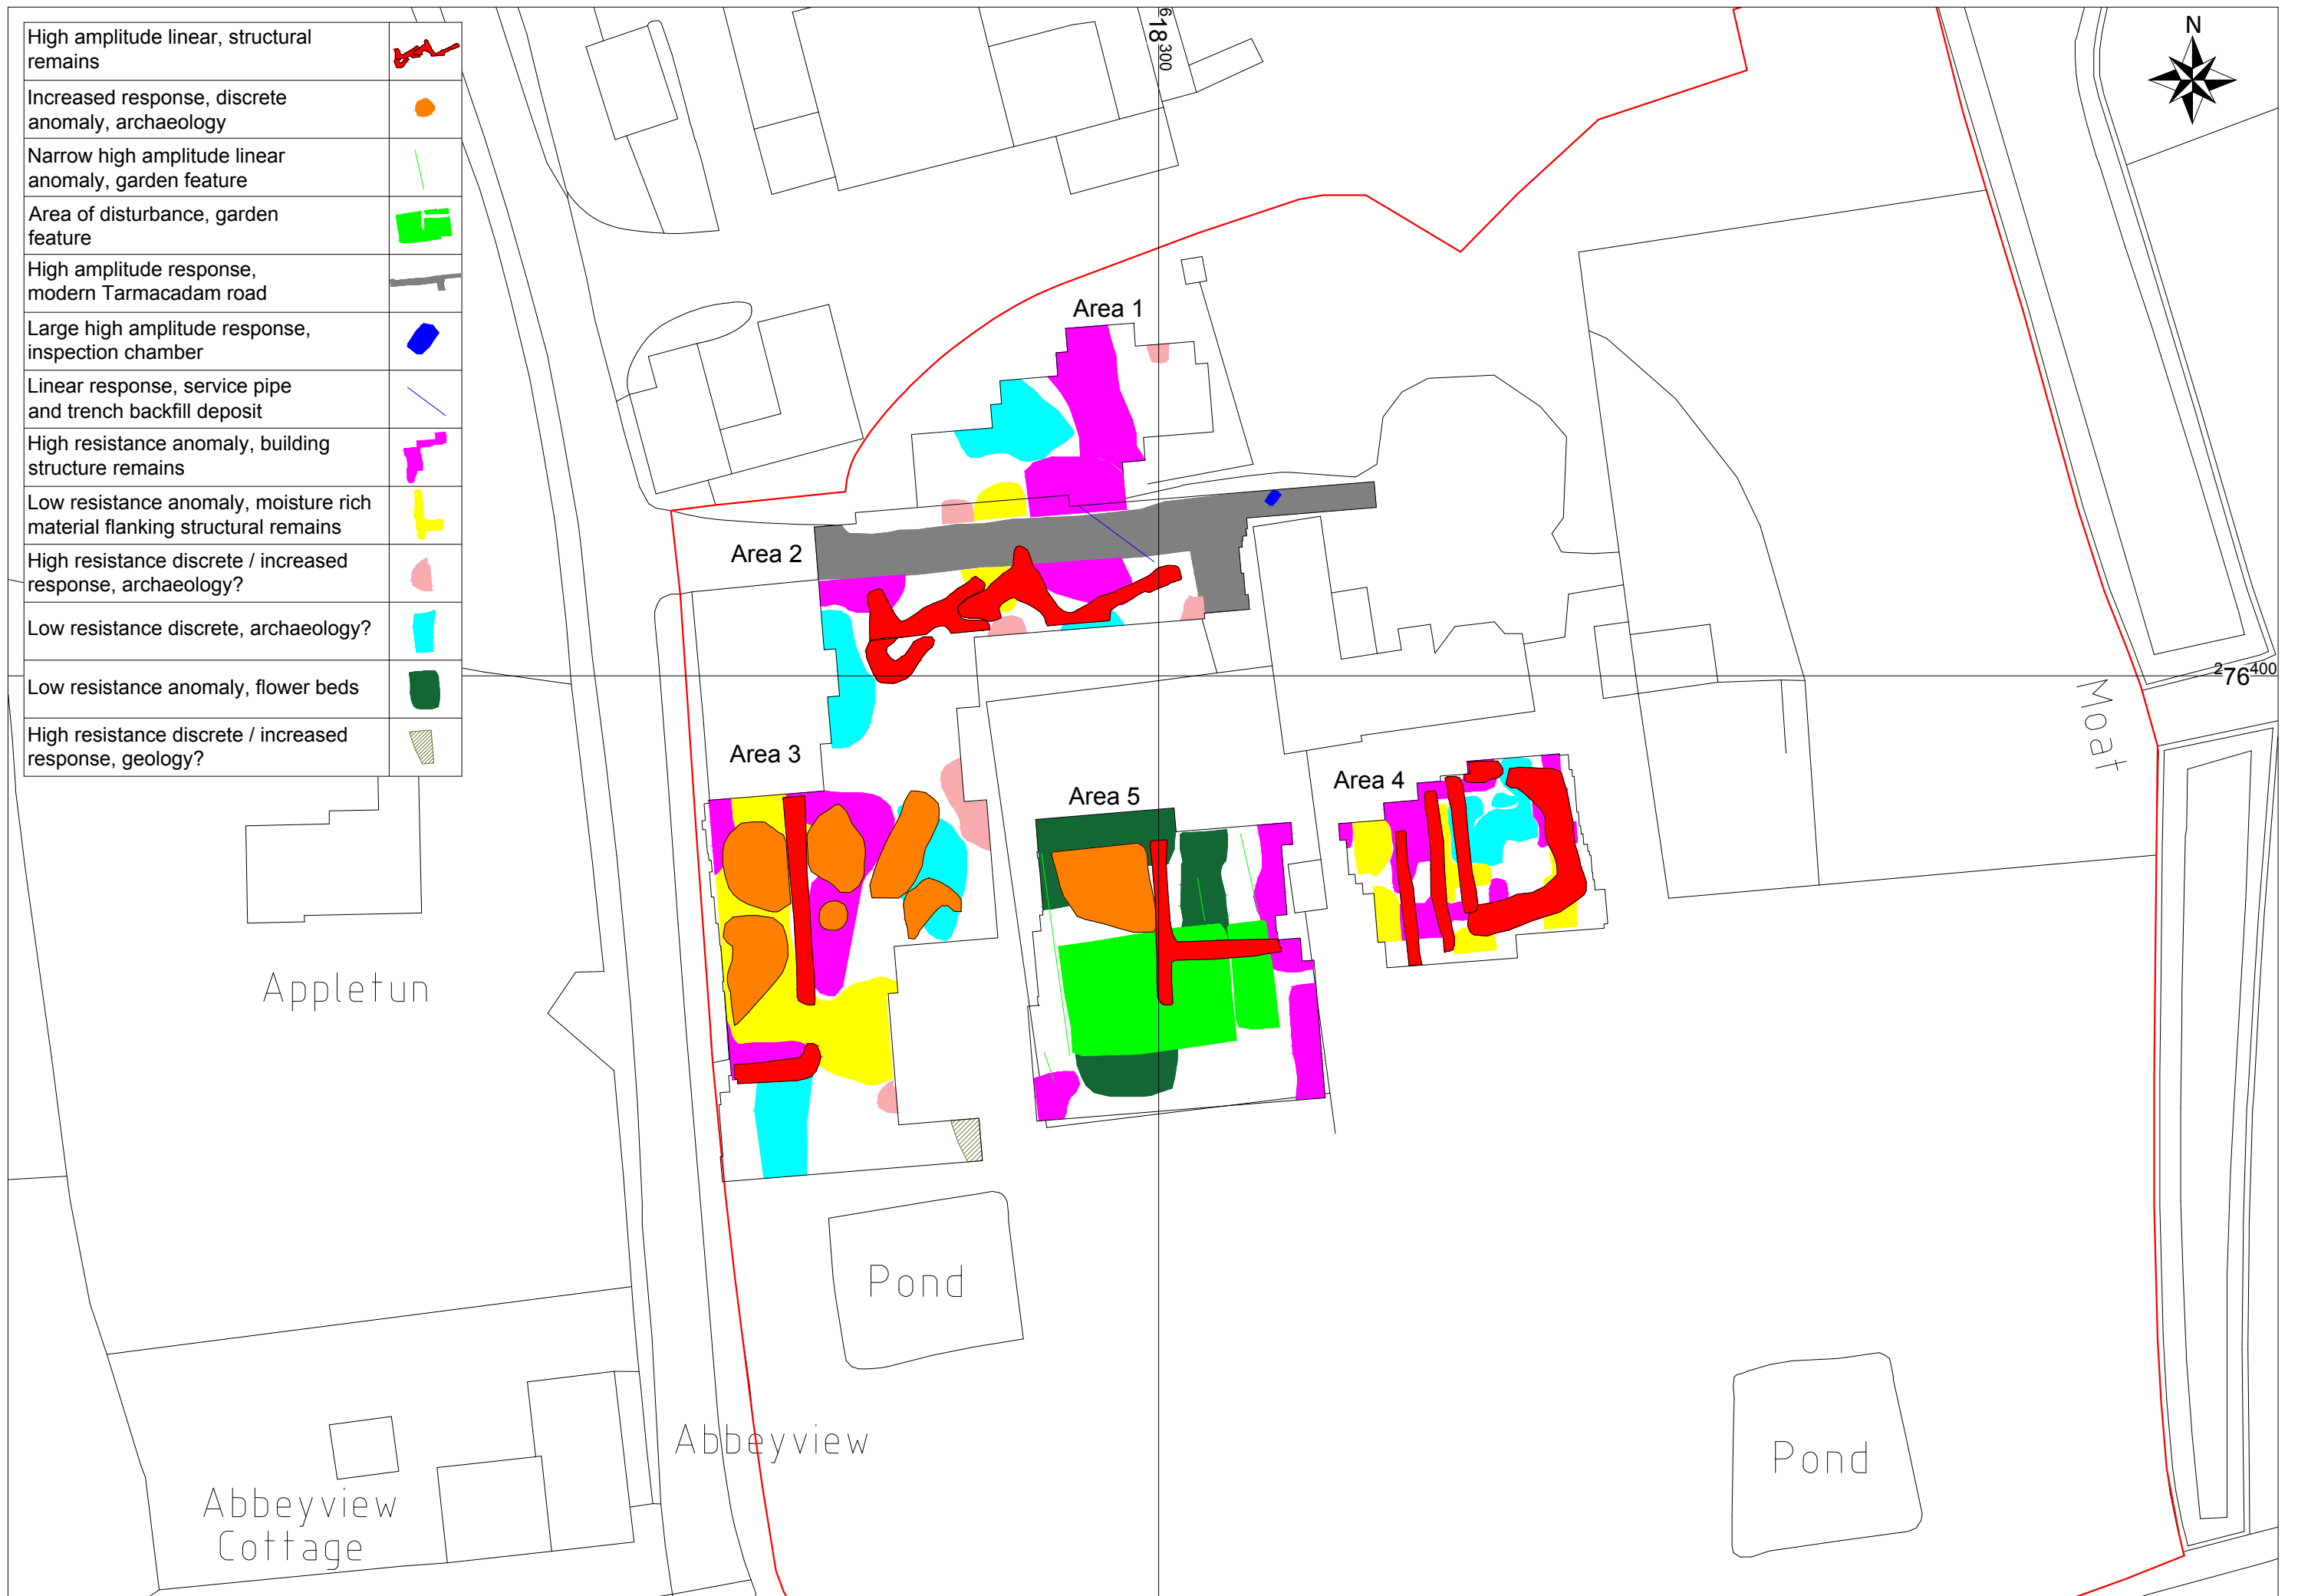 High amplitude linear, structural
remains
Increased response, discrete
anomaly, archaeology
Narrow high amplitude linear
anomaly, garden feature
Area of disturbance, garden
feature
High amplitude response,
modern Tarmacadam road
Large high amplitude response,
inspection chamber
Linear response, service pipe
and trench backfill deposit
High resistance anomaly, building
structure remains
Low resistance anomaly, moisture rich
material flanking structural remains
High resistance discrete / increased
response, archaeology?
Low resistance discrete, archaeology?
Low resistance anomaly, flower beds
High resistance discrete / increased
response, geology?
618300
N
Area 1
Area 2
276400
Moat
Area 3
Area 4
Area 5
Appletun
Pond
Abbeyview
Pond
Abbeyview
Cottage